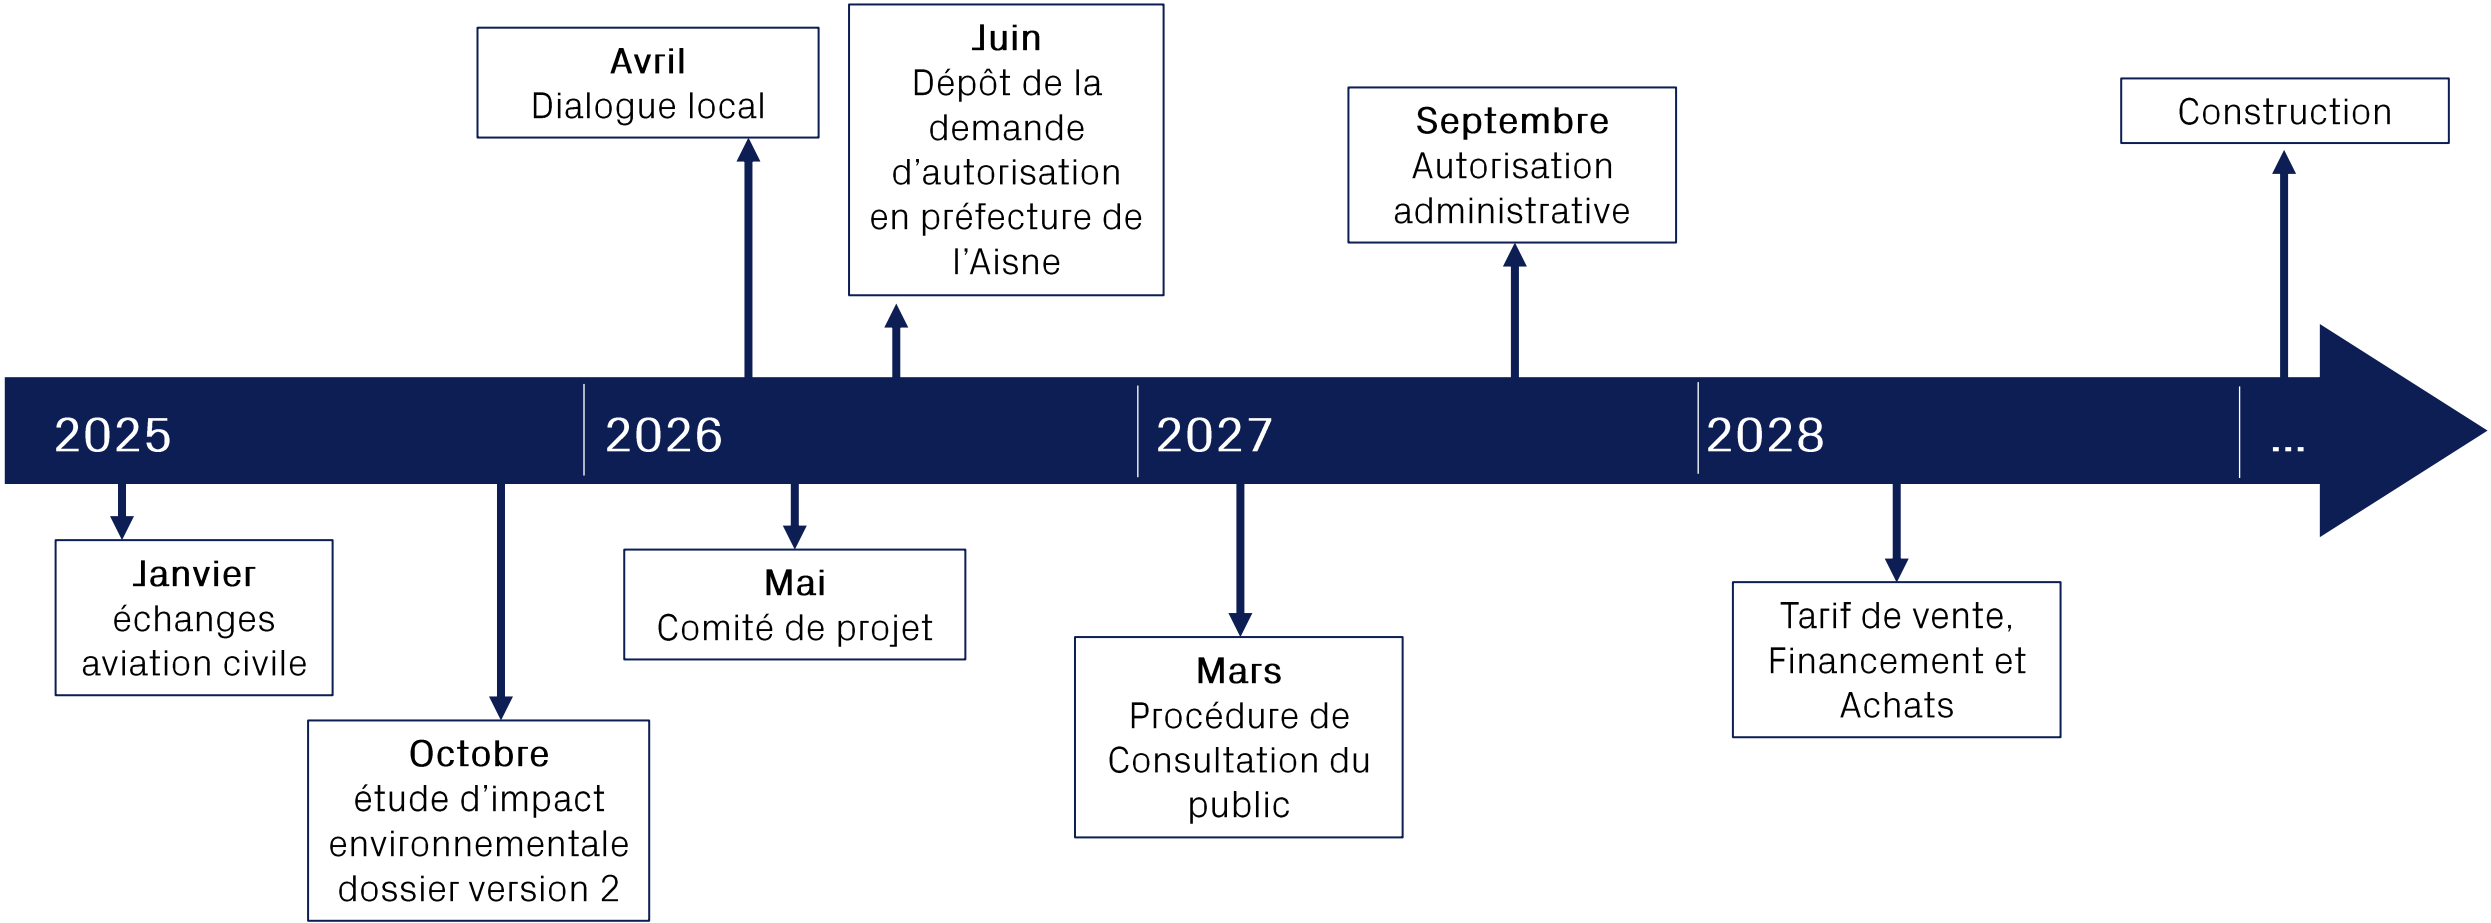 Avril
Dialogue local
Juin
Dépôt de la
demande
d’autorisation
en préfecture de
l’Aisne
Septembre
Autorisation
administrative
Construction
2025
2026
2027
2028
...
Janvier
échanges
aviation civile
Octobre
étude d’impact
environnementale
dossier version 2
Mai
Comité de projet
Mars
Procédure de
Consultation du
public
Tarif de vente,
Financement et
Achats